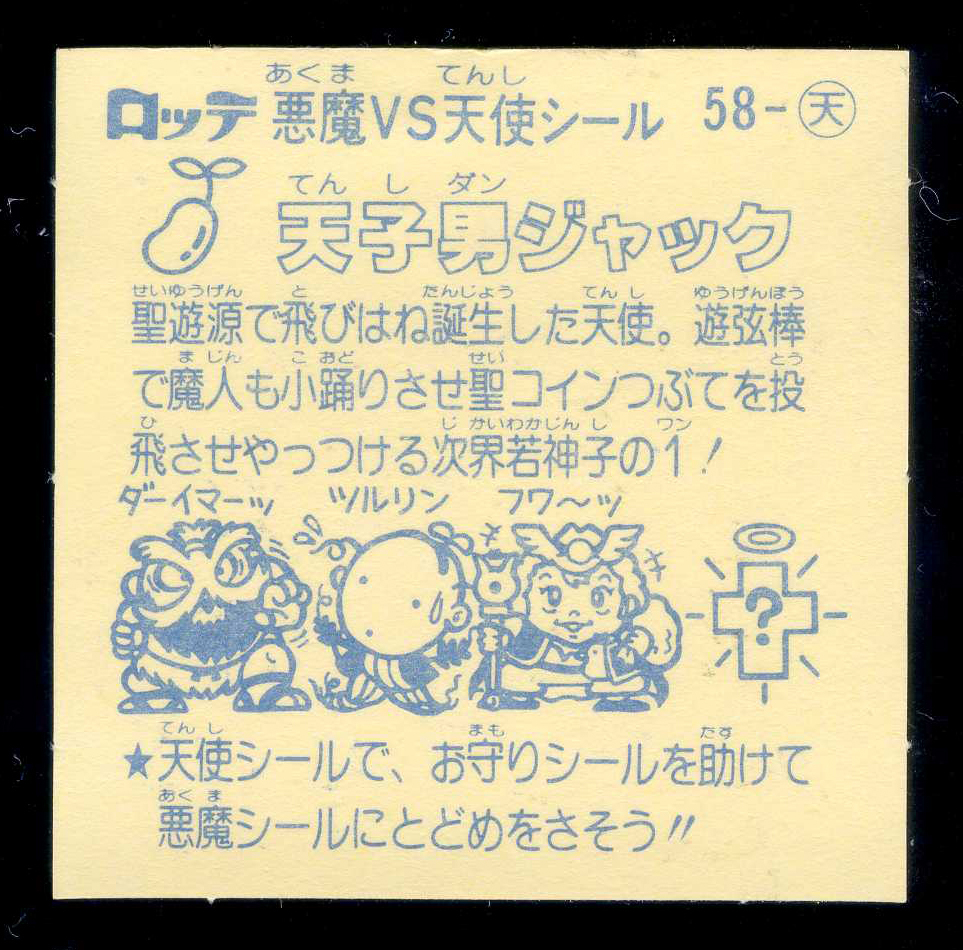 あくま てんし
ロッテ 悪魔VS天使シール 58-天
てん し ダン
天子男ジャック
せいゆうげん と たんじょう てん し ゆうげんぼう
聖遊源で飛びはね誕生した天使。遊弦棒
ま じん こ おど せい とう
で魔人も小踊りさせ聖コインつぶてを投
ひ じ かいわかじん し ワン
飛させやっつける次界若神子の1！
ダーイマーッ ツルリン フワ〜ッ
?
てん し まも たす
★天使シールで、お守りシールを助けて
あく ま
悪魔シールにとどめをさそう!!